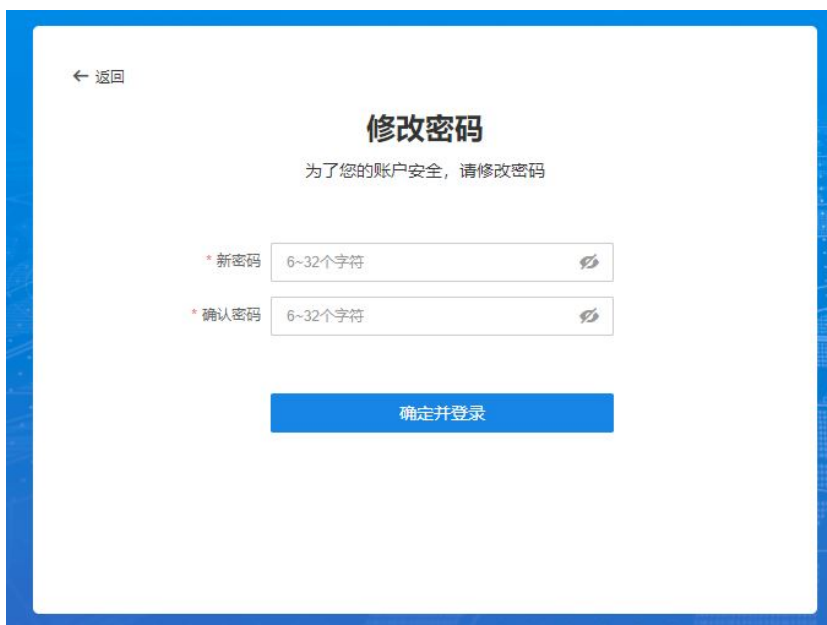 ← 返回
修改密码
为了您的账户安全，请修改密码
* 新密码 6~32个字符
* 确认密码 6~32个字符
确定并登录